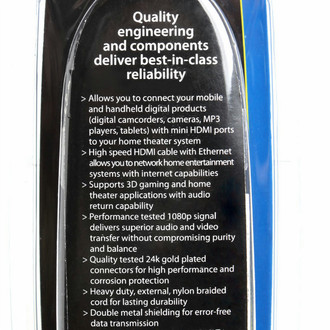 Quality
engineering
and components
deliver best-in-class
reliability
> Allows you to connect your mobile
and handheld digital products
(digital camcorders, cameras, MP3
players, tablets) with mini HDMI ports
to your home theater system
> High speed HDMI cable with Ethernet
allows you to network home entertainment
systems with internet capabilities
> Supports 3D gaming and home
theater applications with audio
return capability
> Performance tested 1080p signal
delivers superior audio and video
transfer without compromising purity
and balance
> Quality tested 24k gold plated
connectors for high performance and
corrosion protection
> Heavy duty, external, nylon braided
cord for lasting durability
> Double metal shielding for error-free
data transmission